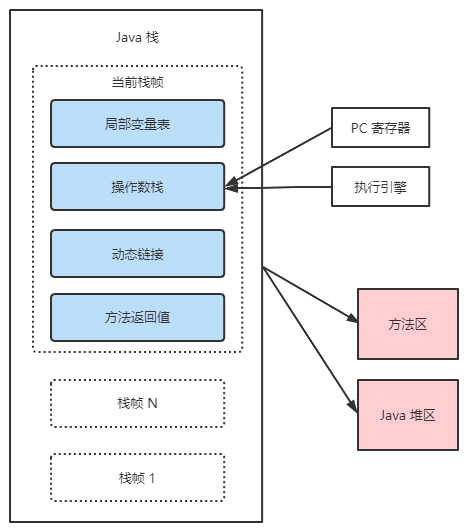 Java 栈
当前栈帧
局部变量表
操作数栈
动态链接
方法返回值
栈帧 N
栈帧 1
PC 寄存器
执行引擎
方法区
Java 堆区